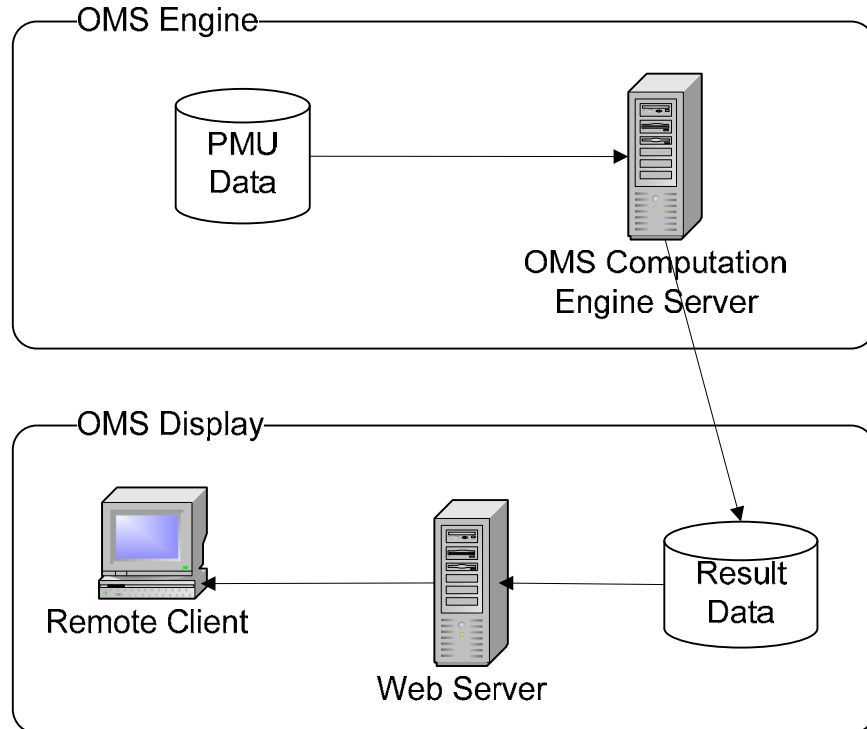 OMS Engine
PMU
Data
OMS Computation
Engine Server
OMS Display
Remote Client
Web Server
Result
Data